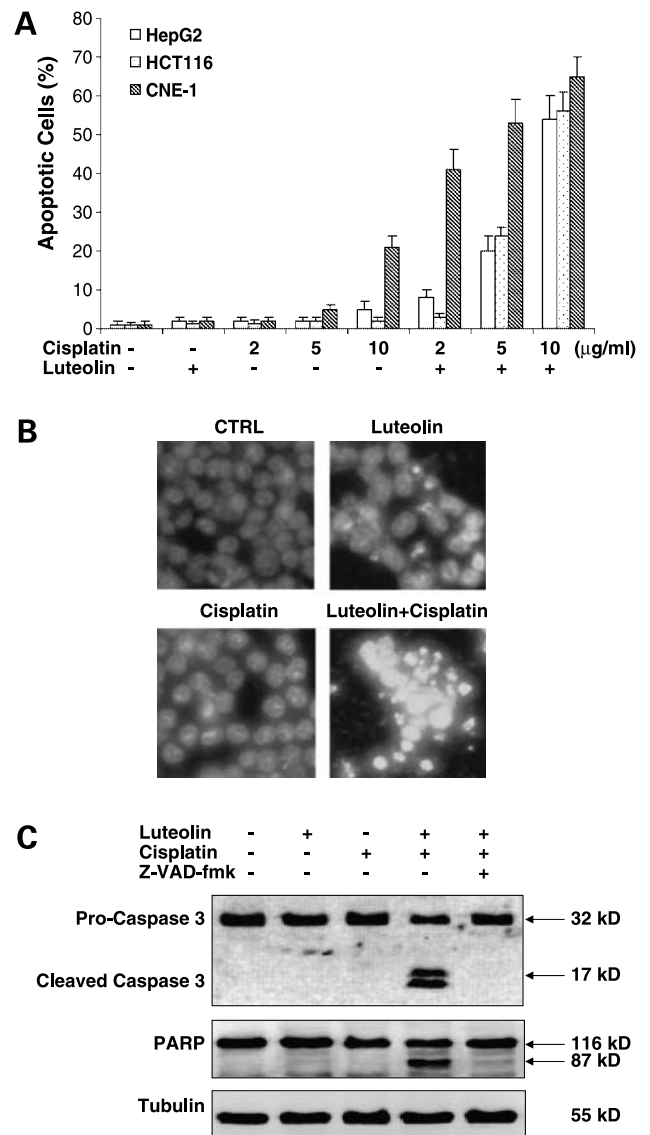 A
Apoptotic Cells (%)
80
70
60
50
40
30
20
10
0
HepG2
HCT116
CNE-1
Cisplatin - - 2 5 10 2 5 10 (μg/ml)
Luteolin - + - - - + + +
B
CTRL Luteolin
Cisplatin Luteolin+Cisplatin
C
Luteolin - + - + +
Cisplatin - - + + +
Z-VAD-fmk - - - - +
Pro-Caspase 3 32 kD
Cleaved Caspase 3 17 kD
PARP 116 kD
87 kD
Tubulin 55 kD